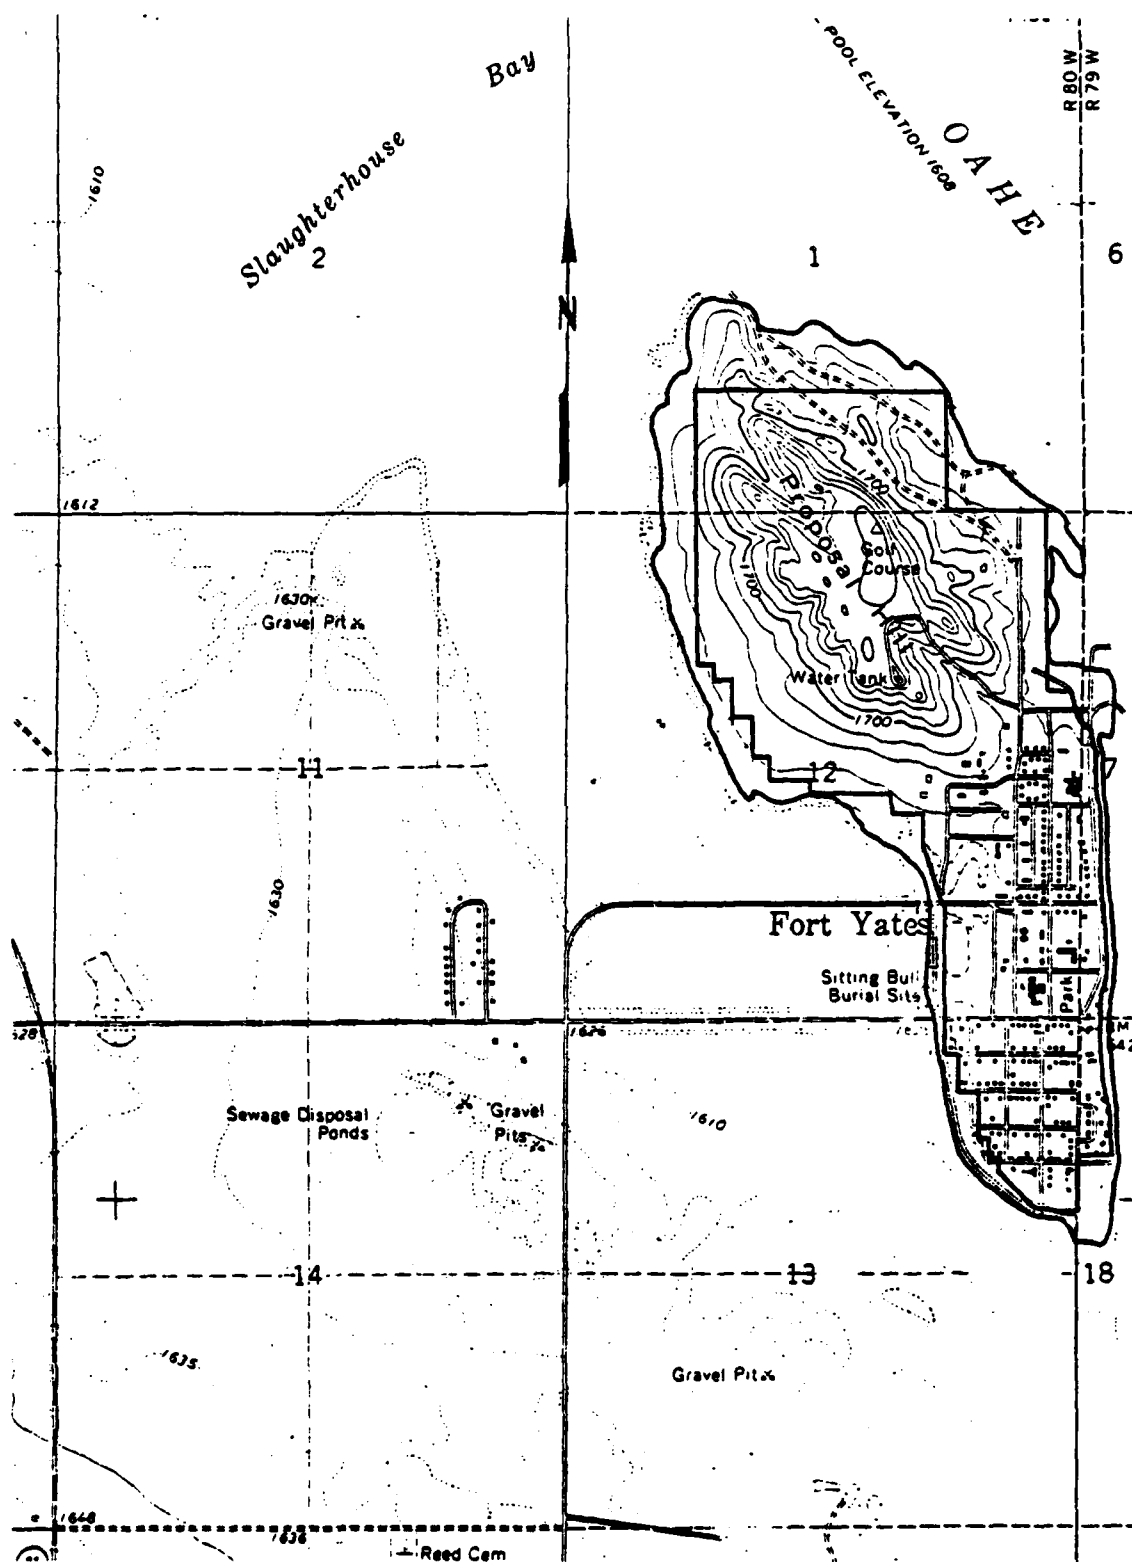 Bay
POOL ELEVATION 1608
OAHE
R 80 W
R 79 W
1610
Slaughterhouse
2
1
6
N
1612
1700
Proposal
Golf
Course
1630
Gravel Pit
1700
Water Tank
1700
11
12
1630
Fort Yates
Sitting Bull
Burial Site
Park
1626
Sewage Disposal
Ponds
Gravel
Pits
1610
14
13
18
1635
Gravel Pit
1648
1636
Reed Cem